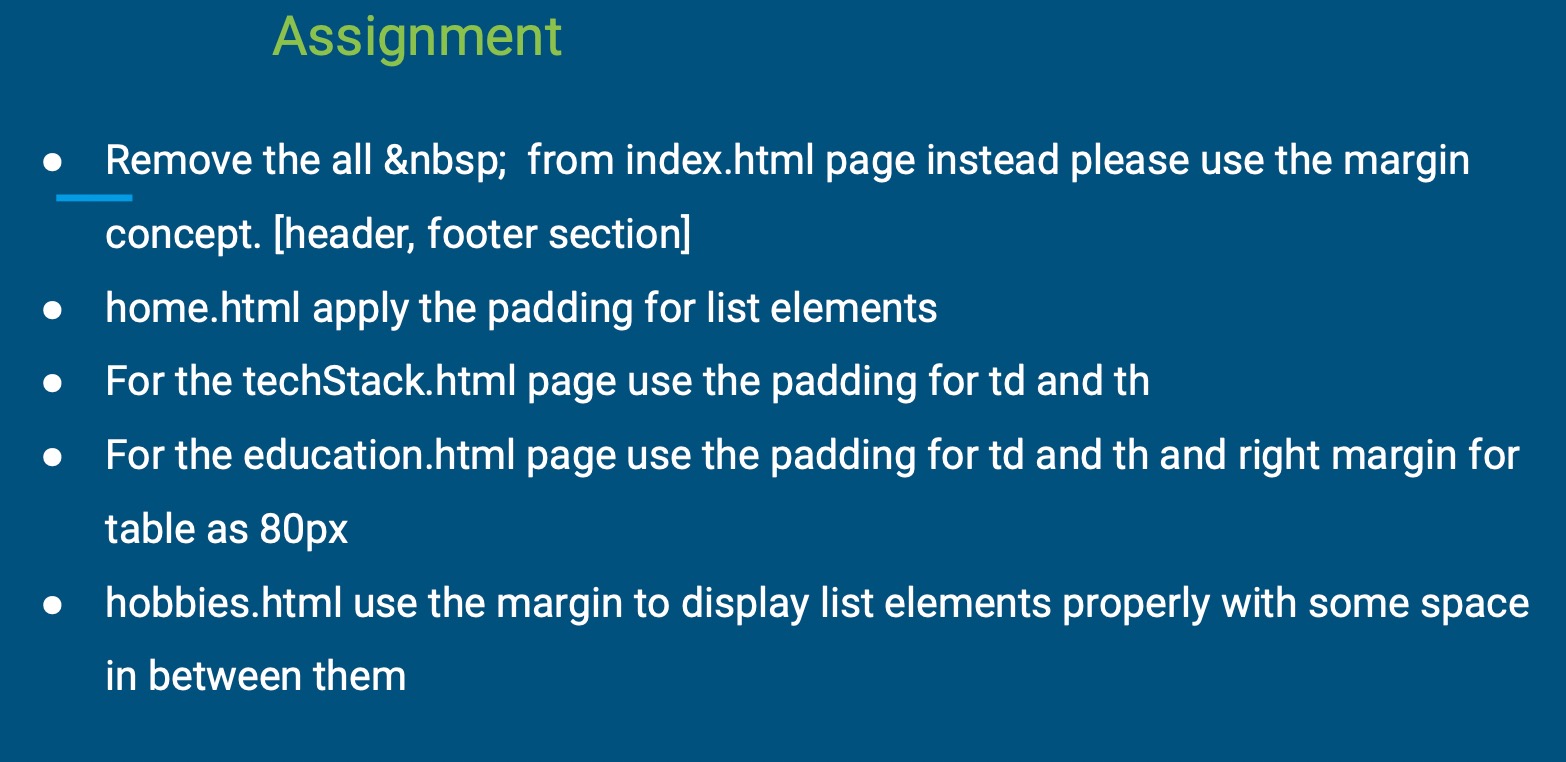 Assignment
● Remove the all &nbsp;  from index.html page instead please use the margin
concept. [header, footer section]
● home.html apply the padding for list elements
● For the techStack.html page use the padding for td and th
● For the education.html page use the padding for td and th and right margin for
table as 80px
● hobbies.html use the margin to display list elements properly with some space
in between them